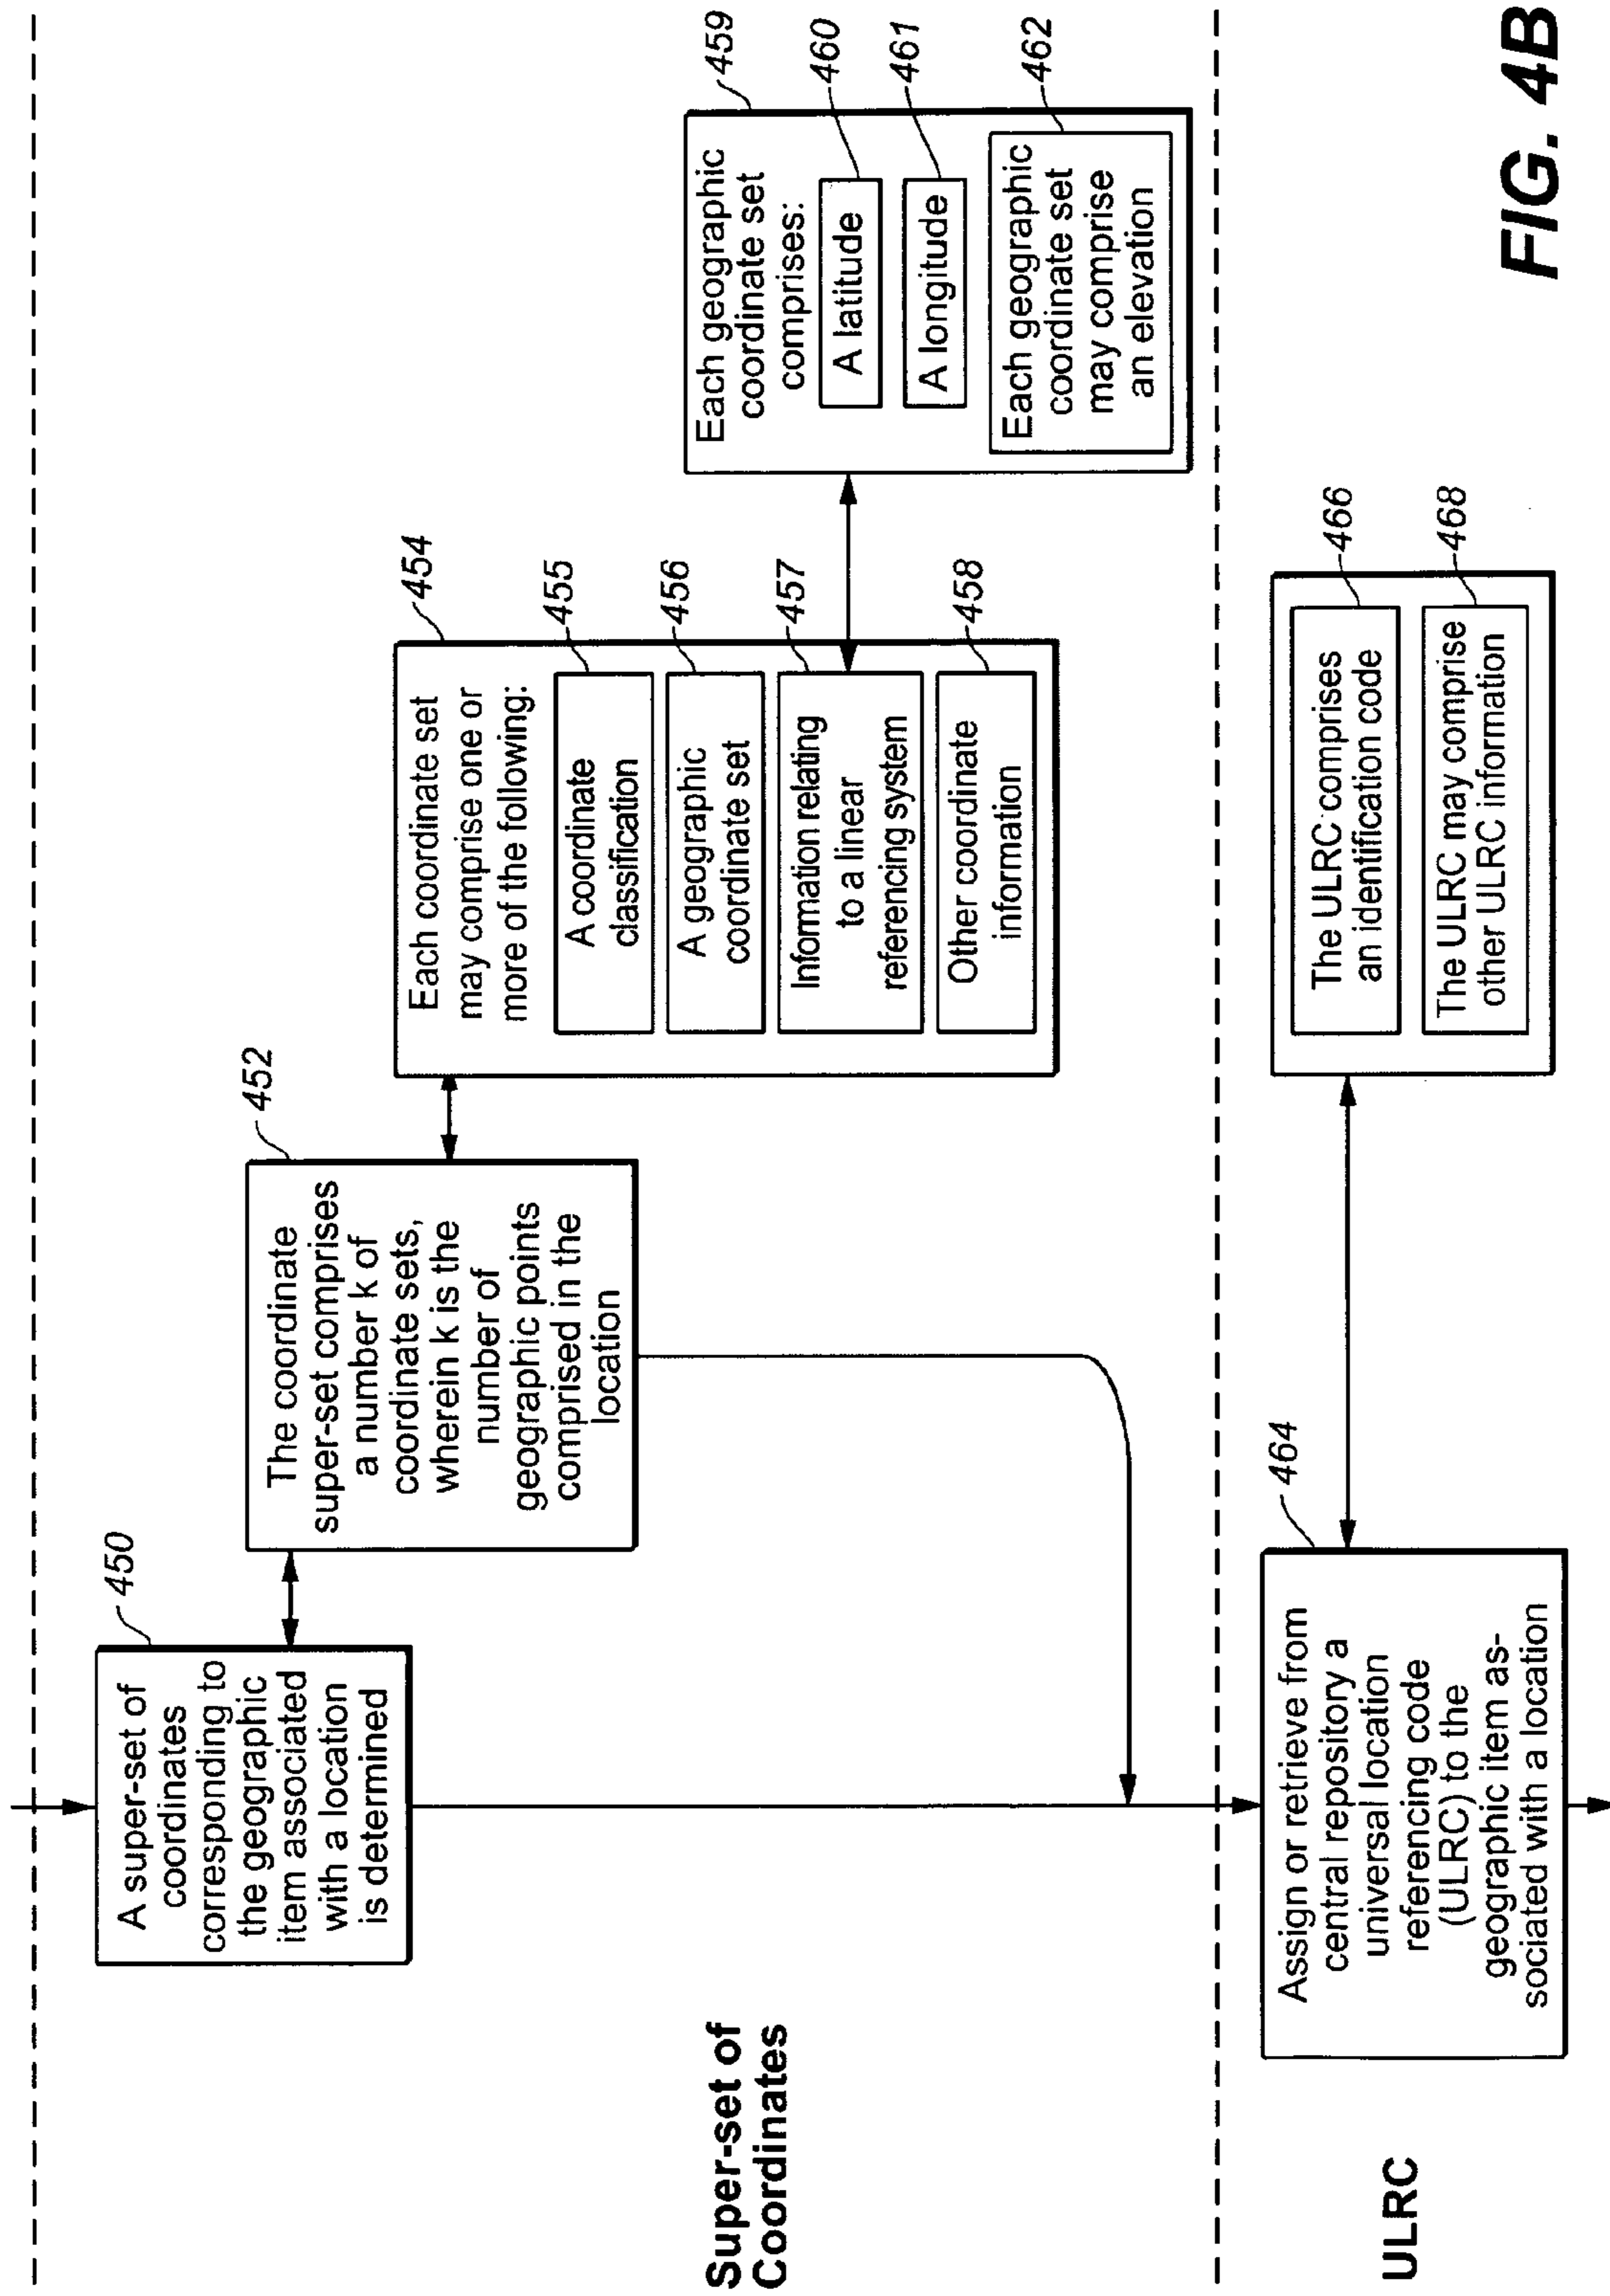 450
A super-set of
coordinates
corresponding to
the geographic
item associated
with a location
is determined
452
The coordinate
super-set comprises
a number k of
coordinate sets,
wherein k is the
number of
geographic points
comprised in the
location
454
Each coordinate set
may comprise one or
more of the following:
455
A coordinate
classification
456
A geographic
coordinate set
457
Information relating
to a linear
referencing system
458
Other coordinate
information
459
Each geographic
coordinate set
comprises:
460
A latitude
461
A longitude
462
Each geographic
coordinate set
may comprise
an elevation
Super-set of
Coordinates
ULRC
464
Assign or retrieve from
central repository a
universal location
referencing code
(ULRC) to the
geographic item as-
sociated with a location
466
The ULRC comprises
an identification code
468
The ULRC may comprise
other ULRC information
FIG. 4B